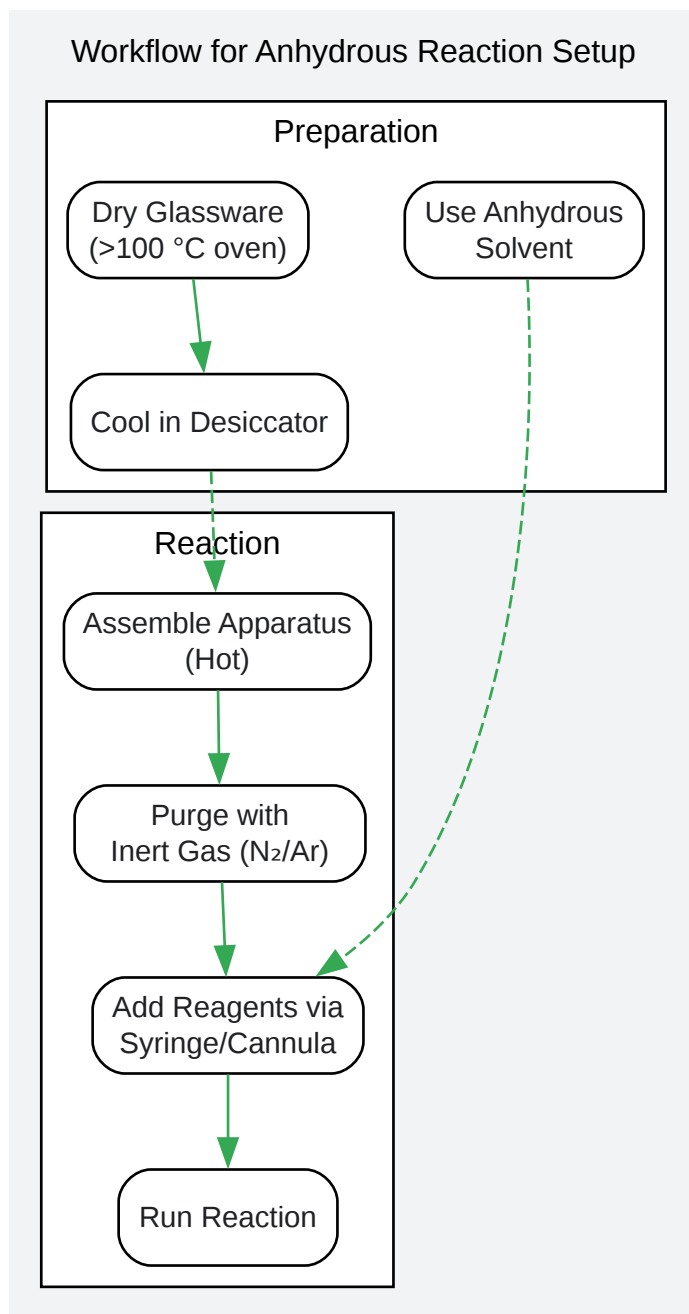 Workflow for Anhydrous Reaction Setup
Preparation
Dry Glassware
(>100 °C oven)
Use Anhydrous
Solvent
Cool in Desiccator
Reaction
Assemble Apparatus
(Hot)
Purge with
Inert Gas (N₂/Ar)
Add Reagents via
Syringe/Cannula
Run Reaction